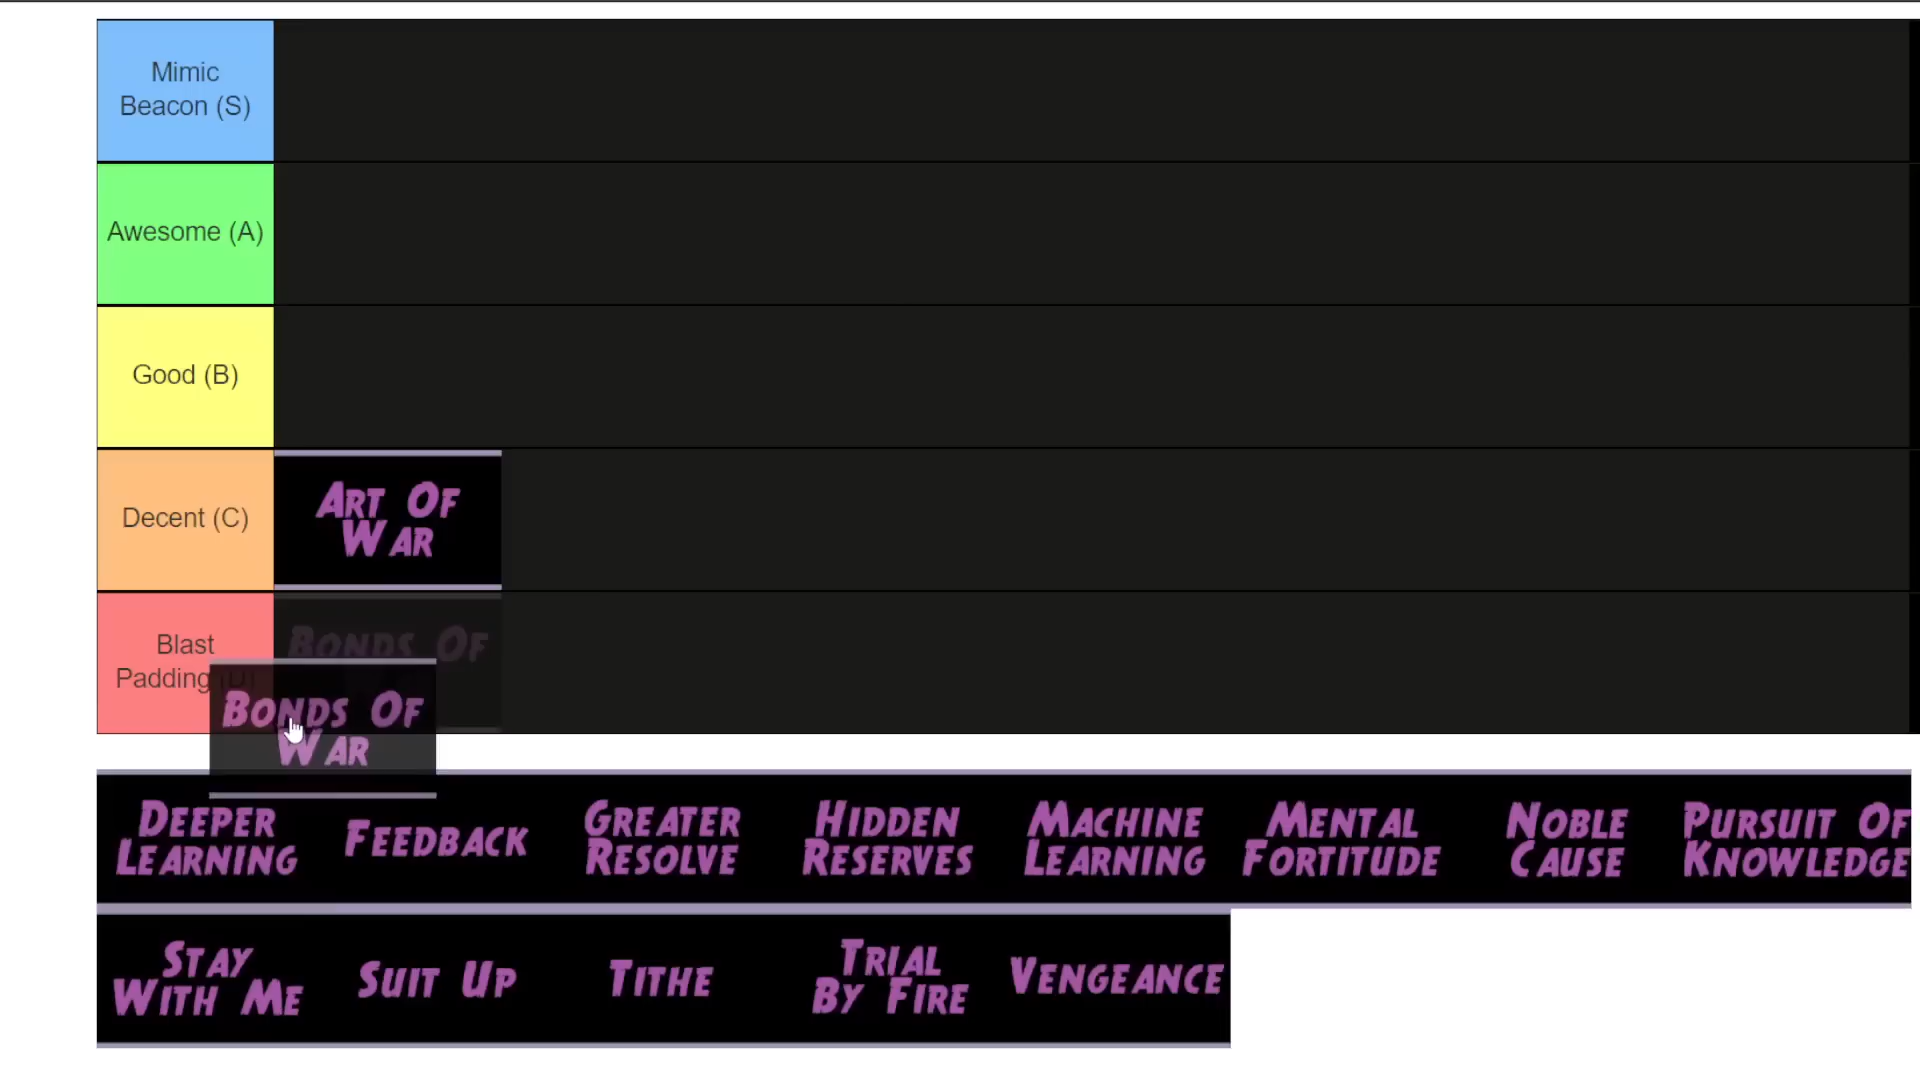 Mimic
Beacon (S)
Awesome (A)
Good (B)
Decent (C)
ART OF
WAR
Blast
Padding
BONDS OF
BONDS OF
WAR
DEEPER
LEARNING
FEEDBACK
GREATER
RESOLVE
HIDDEN
RESERVES
MACHINE
LEARNING
MENTAL
FORTITUDE
NOBLE
CAUSE
PURSUIT OF
KNOWLEDGE
STAY
WITH ME
SUIT UP
TITHE
TRIAL
BY FIRE
VENGEANCE